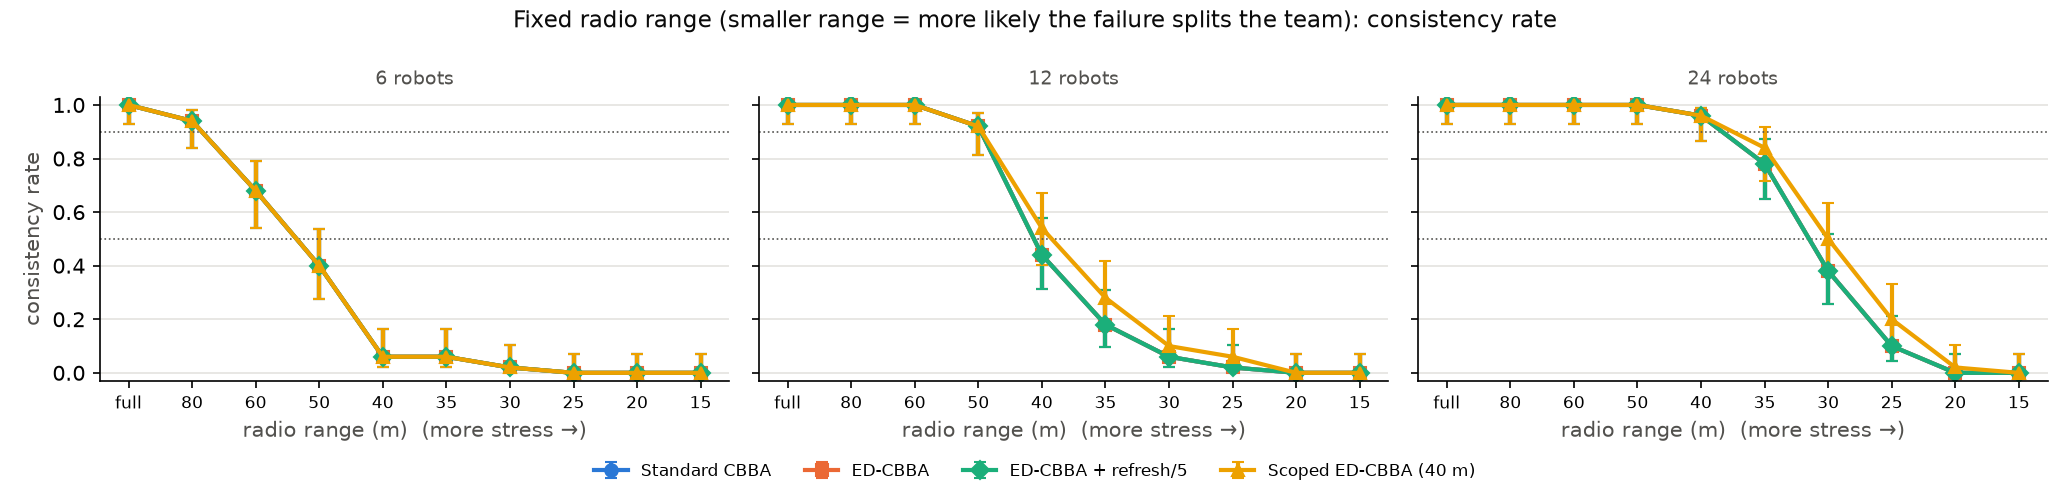 Fixed radio range (smaller range = more likely the failure splits the team): consistency rate
6 robots
12 robots
24 robots
consistency rate
1.0
0.8
0.6
0.4
0.2
0.0
full 80 60 50 40 35 30 25 20 15
full 80 60 50 40 35 30 25 20 15
full 80 60 50 40 35 30 25 20 15
radio range (m) (more stress →)
radio range (m) (more stress →)
radio range (m) (more stress →)
Standard CBBA
ED-CBBA
ED-CBBA + refresh/5
Scoped ED-CBBA (40 m)